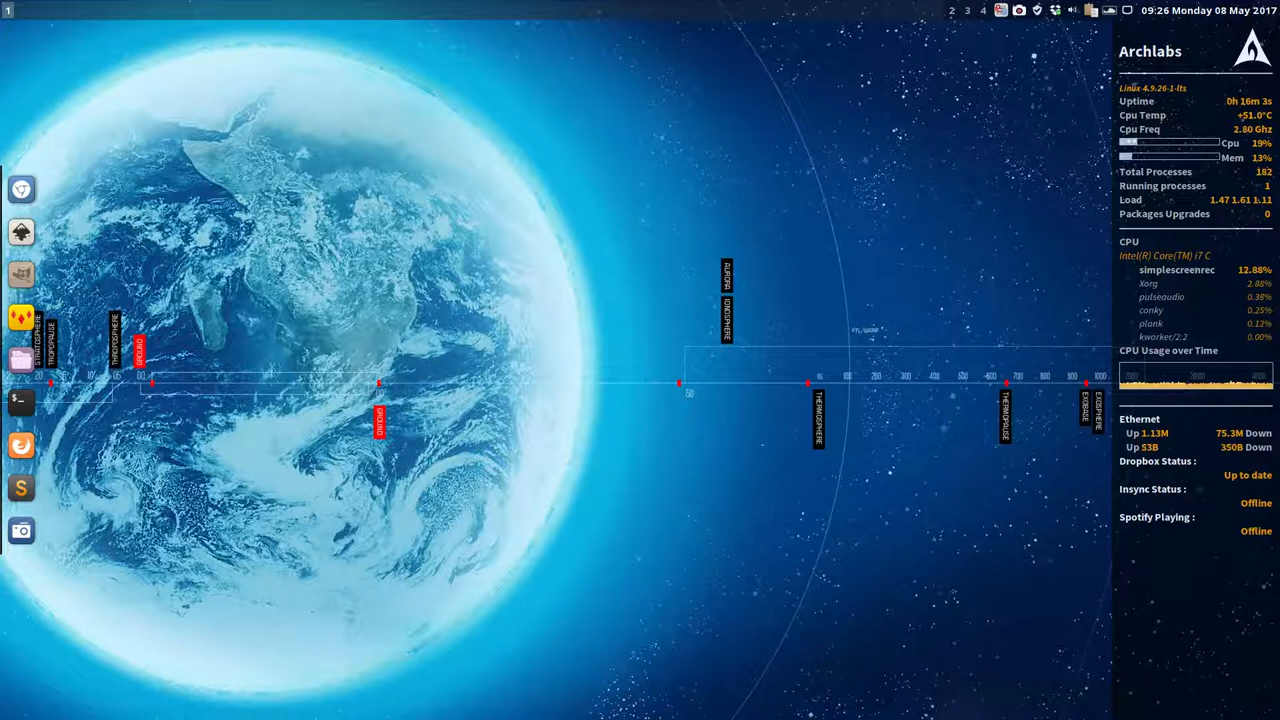 1
2 3 4
09:26 Monday 08 May 2017
Archlabs
Linux 4.9.26-1-lts
Uptime 0h 16m 3s
Cpu Temp +51.0°C
Cpu Freq 2.80 Ghz
Cpu 19%
Mem 13%
Total Processes 182
Running processes 1
Load 1.47 1.61 1.11
Packages Upgrades 0
CPU
Intel(R) Core(TM) i7 C
simplescreenrec 12.88%
Xorg 2.88%
pulseaudio 0.38%
conky 0.25%
plank 0.12%
kworker/2:2 0.00%
CPU Usage over Time
Ethernet
Up 1.13M 75.3M Down
Up 53B 350B Down
Dropbox Status :
Up to date
Insync Status :
Offline
Spotify Playing :
Offline
AURORA
IONOSPHERE
STRATOSPHERE
TROPOPAUSE
THROPOSPHERE
GROUND
20 10 05 00
50
100 200 300 400 500 600 700 800 900 1000
GROUND
THERMOSPHERE
THERMOPAUSE
EXOBASE
EXOSPHERE
$
S